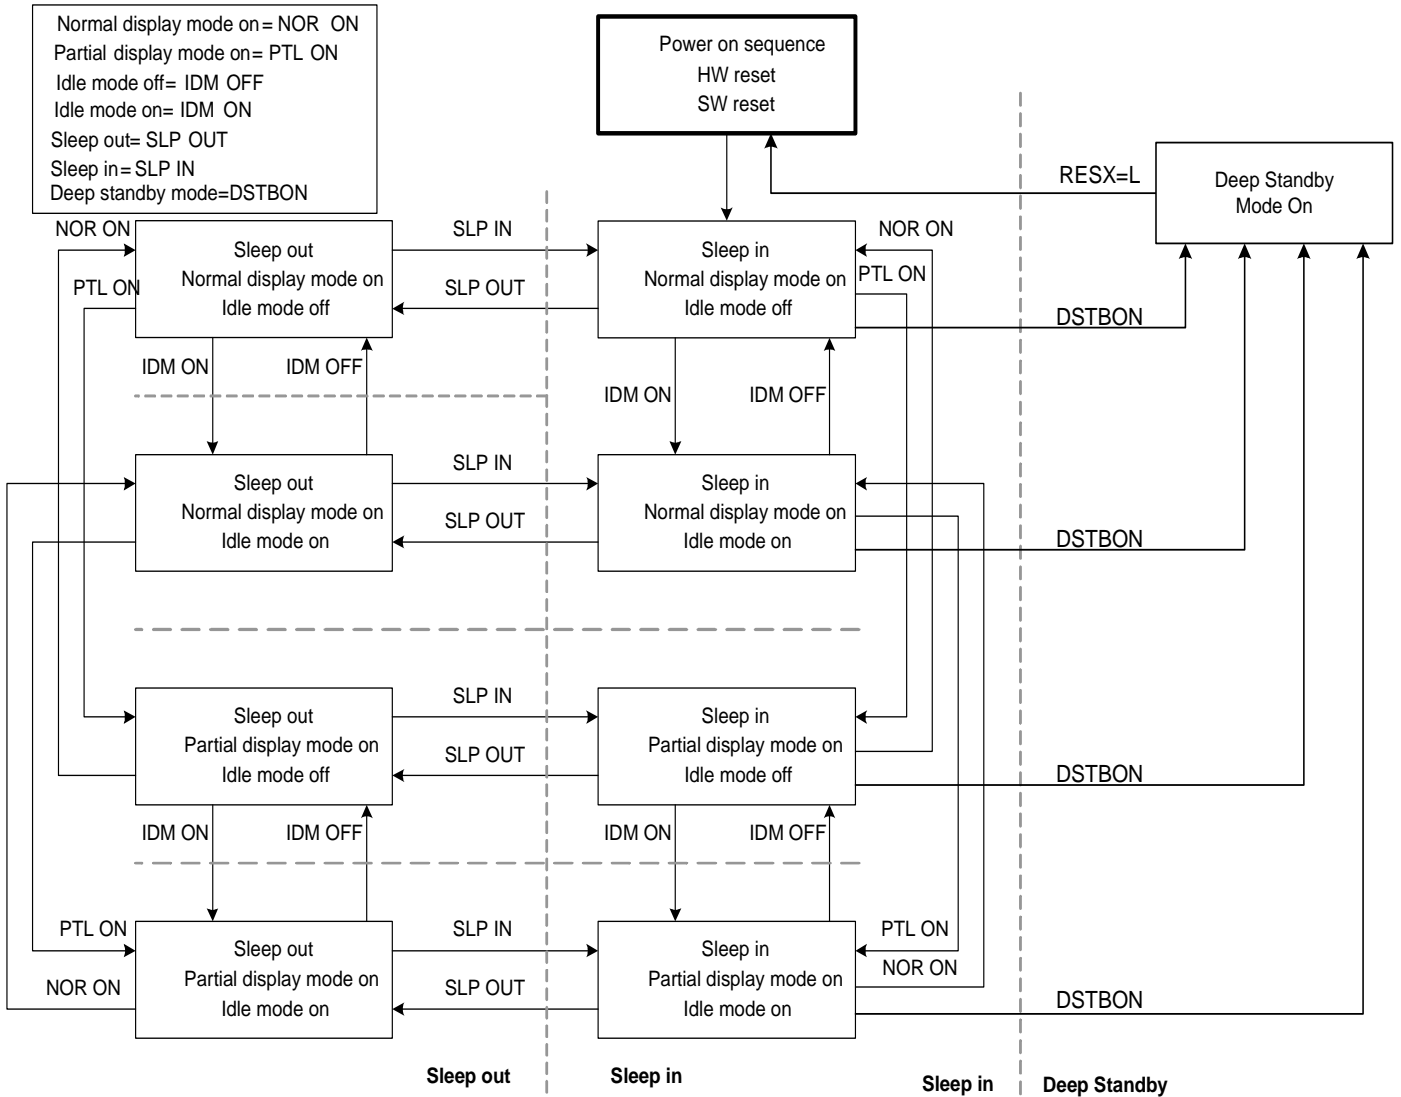 Normal display mode on = NOR ON
Partial display mode on= PTL ON
Idle mode off= IDM OFF
Idle mode on= IDM ON
Sleep out= SLP OUT
Sleep in = SLP IN
Deep standby mode=DSTBON
Power on sequence
HW reset
SW reset
RESX=L
Deep Standby
Mode On
NOR ON
PTL ON
Sleep out
Normal display mode on
Idle mode off
SLP IN
SLP OUT
Sleep in
Normal display mode on
Idle mode off
NOR ON
PTL ON
DSTBON
IDM ON
IDM OFF
IDM ON
IDM OFF
Sleep out
Normal display mode on
Idle mode on
SLP IN
SLP OUT
Sleep in
Normal display mode on
Idle mode on
DSTBON
Sleep out
Partial display mode on
Idle mode off
SLP IN
SLP OUT
Sleep in
Partial display mode on
Idle mode off
DSTBON
IDM ON
IDM OFF
IDM ON
IDM OFF
PTL ON
NOR ON
Sleep out
Partial display mode on
Idle mode on
SLP IN
SLP OUT
Sleep in
Partial display mode on
Idle mode on
PTL ON
NOR ON
DSTBON
Sleep out
Sleep in
Sleep in
Deep Standby